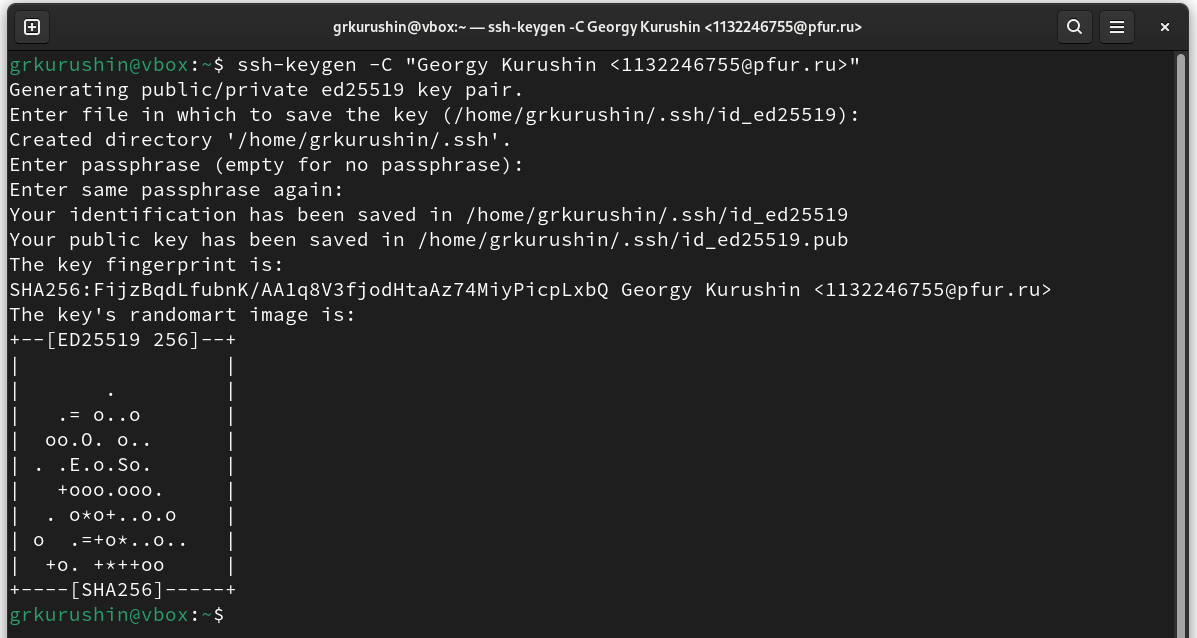 grkurushin@vbox:~ — ssh-keygen -C Georgy Kurushin <1132246755@pfur.ru>
grkurushin@vbox:~$ ssh-keygen -C "Georgy Kurushin <1132246755@pfur.ru>"
Generating public/private ed25519 key pair.
Enter file in which to save the key (/home/grkurushin/.ssh/id_ed25519):
Created directory '/home/grkurushin/.ssh'.
Enter passphrase (empty for no passphrase):
Enter same passphrase again:
Your identification has been saved in /home/grkurushin/.ssh/id_ed25519
Your public key has been saved in /home/grkurushin/.ssh/id_ed25519.pub
The key fingerprint is:
SHA256:FijzBqdLfubnK/AA1q8V3fjodHtaAz74MiyPicpLxbQ Georgy Kurushin <1132246755@pfur.ru>
The key's randomart image is:
+--[ED25519 256]--+
|                 |
|       .         |
|   .= o..o       |
|  oo.O. o..      |
| . .E.o.So.      |
|   +ooo.ooo.     |
|  . o*o+..o.o    |
| o  .=+o*..o..   |
|  +o. +*++oo     |
+----[SHA256]-----+
grkurushin@vbox:~$